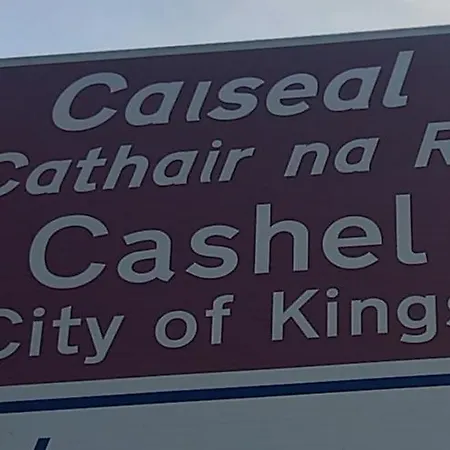 Caiseal
Cathair na R
Cashel
City of Kings